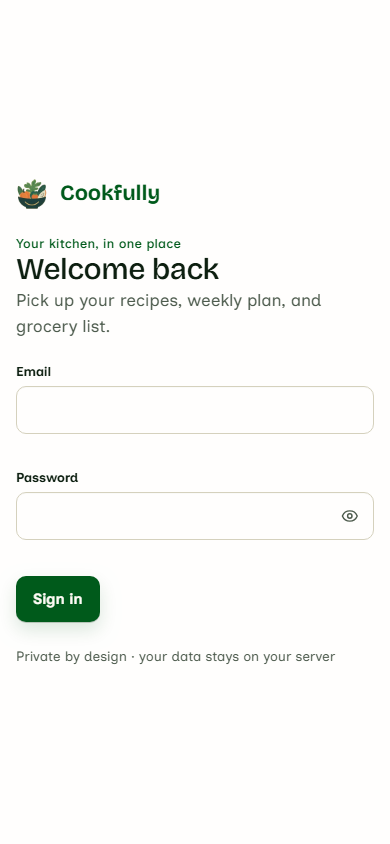 Cookfully
Your kitchen, in one place
Welcome back
Pick up your recipes, weekly plan, and
grocery list.
Email
Password
Sign in
Private by design · your data stays on your server